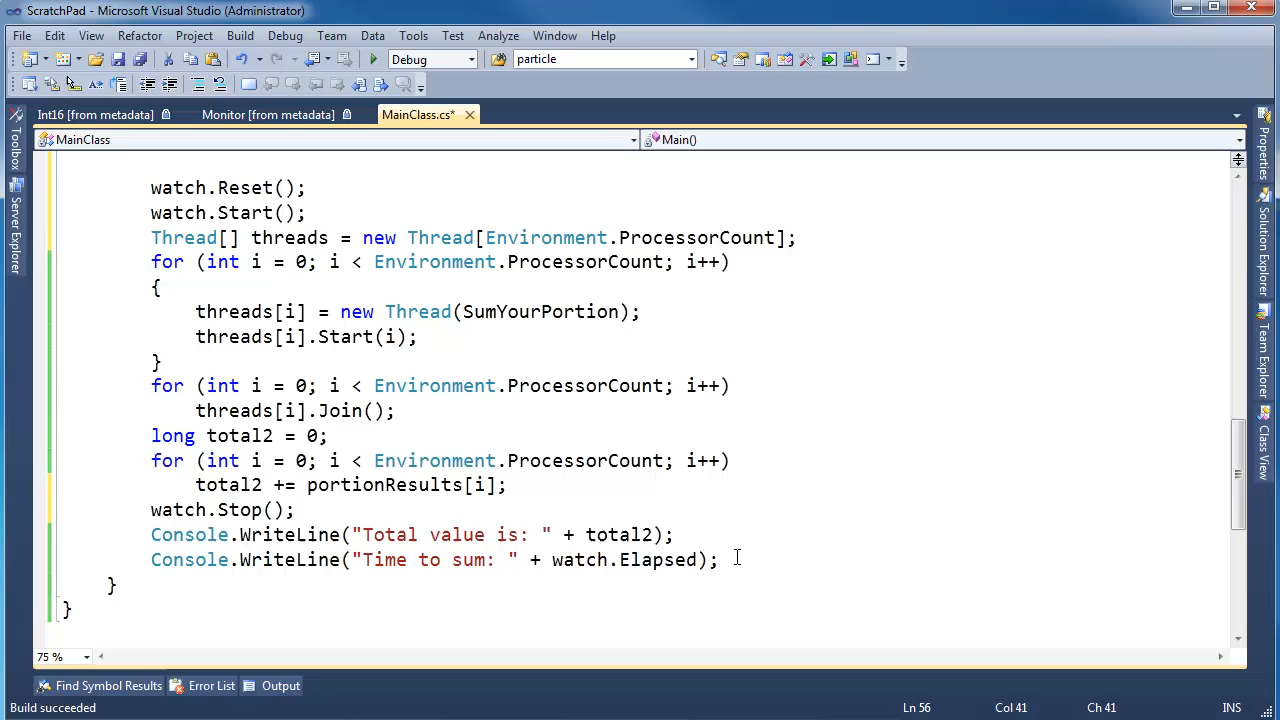 ScratchPad - Microsoft Visual Studio (Administrator)
File Edit View Refactor Project Build Debug Team Data Tools Test Analyze Window Help
Debug particle
Int16 [from metadata] Monitor [from metadata] MainClass.cs*
MainClass Main()
Toolbox
Server Explorer
watch.Reset();
watch.Start();
Thread[] threads = new Thread[Environment.ProcessorCount];
for (int i = 0; i < Environment.ProcessorCount; i++)
{
threads[i] = new Thread(SumYourPortion);
threads[i].Start(i);
}
for (int i = 0; i < Environment.ProcessorCount; i++)
threads[i].Join();
long total2 = 0;
for (int i = 0; i < Environment.ProcessorCount; i++)
total2 += portionResults[i];
watch.Stop();
Console.WriteLine("Total value is: " + total2);
Console.WriteLine("Time to sum: " + watch.Elapsed);
}
}
Properties
Solution Explorer
Team Explorer
Class View
75 %
Find Symbol Results Error List Output
Build succeeded Ln 56 Col 41 Ch 41 INS